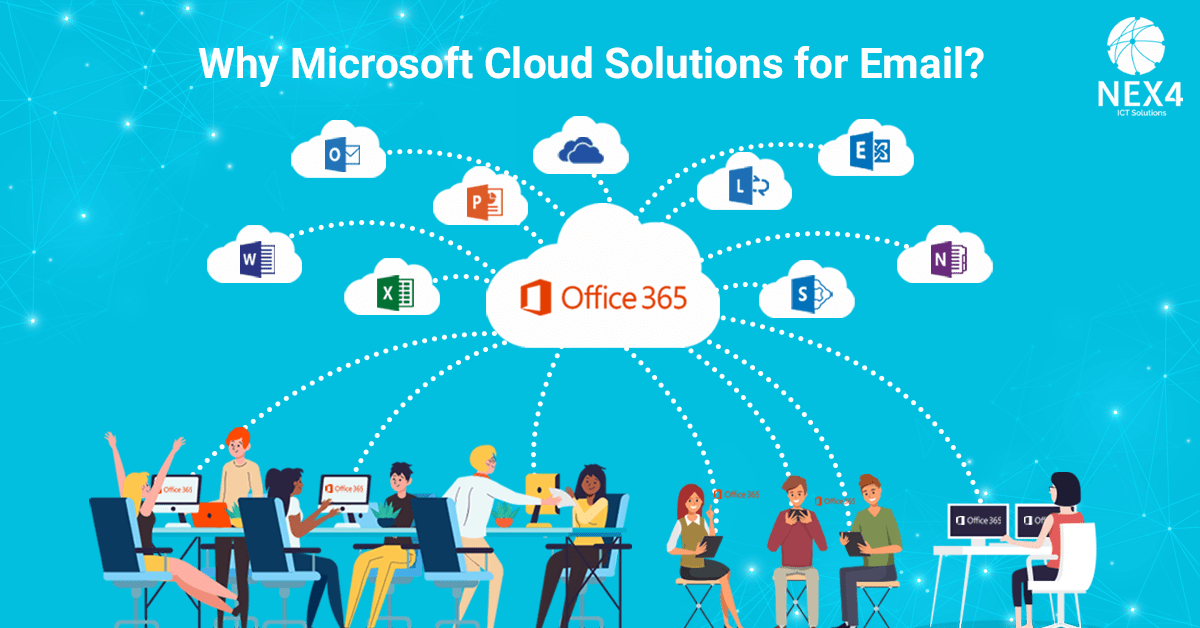 Why Microsoft Cloud Solutions for Email?
NEX4
ICT Solutions
O
E
P
L
W
N
X
S
Office 365
Office 365
Office 365
Office 365
Office 365
Office 365
Off